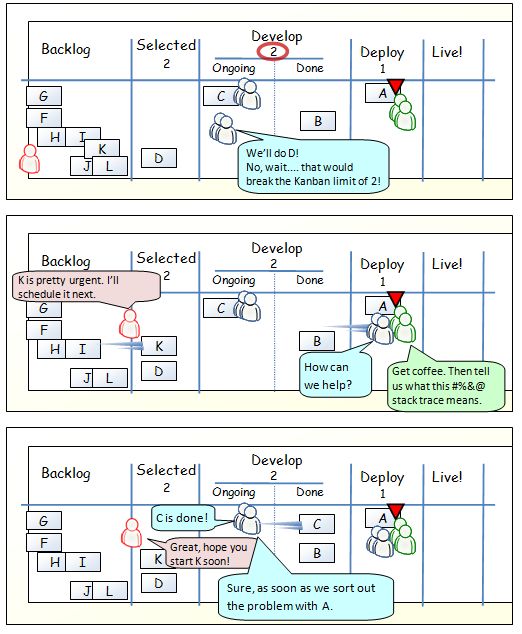 Backlog
Selected
2
Develop
2
Ongoing
Done
Deploy
1
Live!
G
F
H I
K
J L
D
C
B
A
We'll do D!
No, wait.... that would
break the Kanban limit of 2!
Backlog
Selected
2
Develop
2
Ongoing
Done
Deploy
1
Live!
K is pretty urgent. I'll
schedule it next.
G
F
H I
J L
K
D
C
B
A
How can
we help?
Get coffee. Then tell
us what this #%&@
stack trace means.
Backlog
Selected
2
Develop
2
Ongoing
Done
Deploy
1
Live!
G
F
H I
J L
K
D
C is done!
Great, hope you
start K soon!
C
B
A
Sure, as soon as we sort out
the problem with A.